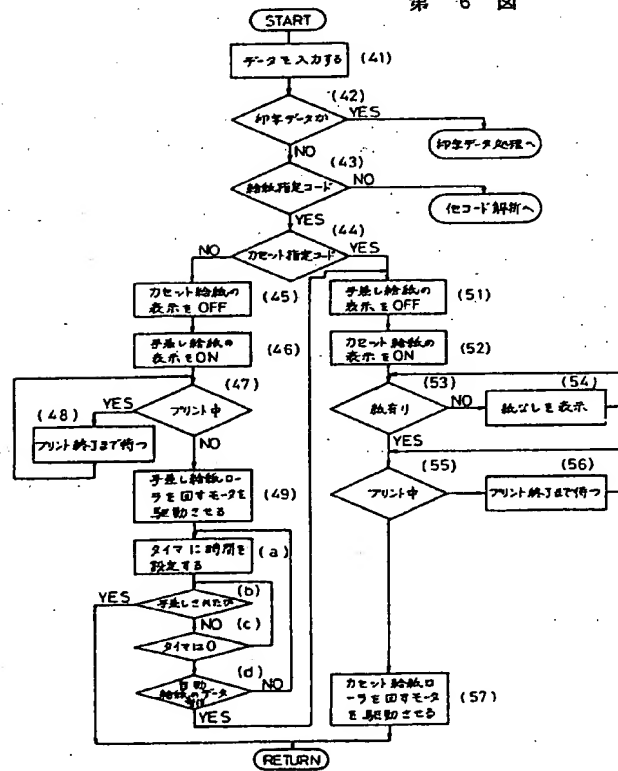 第 6 図
START
データを入力する
(41)
(42)
印字データか
YES
印字データ処理へ
NO
(43)
給紙指定コード
NO
他コード解析へ
YES
(44)
NO
カセット指定コード
YES
カセット給紙の
表示をOFF
(45)
手差し給紙の
表示をOFF
(51)
手差し給紙の
表示をON
(46)
カセット給紙の
表示をON
(52)
(47)
(53)
(54)
(48)
YES
プリント中
紙有り
NO
紙なしを表示
プリント終了まで待つ
NO
YES
(55)
(56)
手差し給紙ロー
ラを回すモータを
駆動させる
(49)
プリント中
プリント終了まで待つ
タイマに時間を
設定する
(a)
(b)
YES
手差しされたか
NO
(c)
タイマは0
(d)
自動
給紙のデータ
NO
YES
カセット給紙ロ
ーラを回すモータ
を駆動させる
(57)
RETURN